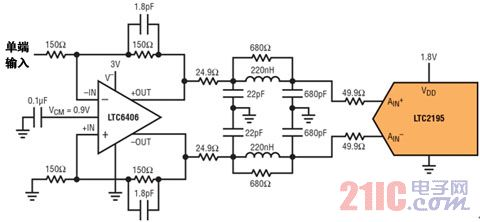 1.8pF
单端
输入
150Ω
150Ω
3V
V⁻
24.9Ω
680Ω
220nH
49.9Ω
1.8V
VDD
AIN⁺
LTC2195
AIN⁻
0.1μF
VCM = 0.9V
–IN
+OUT
LTC6406
+IN
–OUT
22pF
680pF
22pF
680pF
220nH
680Ω
24.9Ω
49.9Ω
150Ω
150Ω
1.8pF
21IC电子网
.com